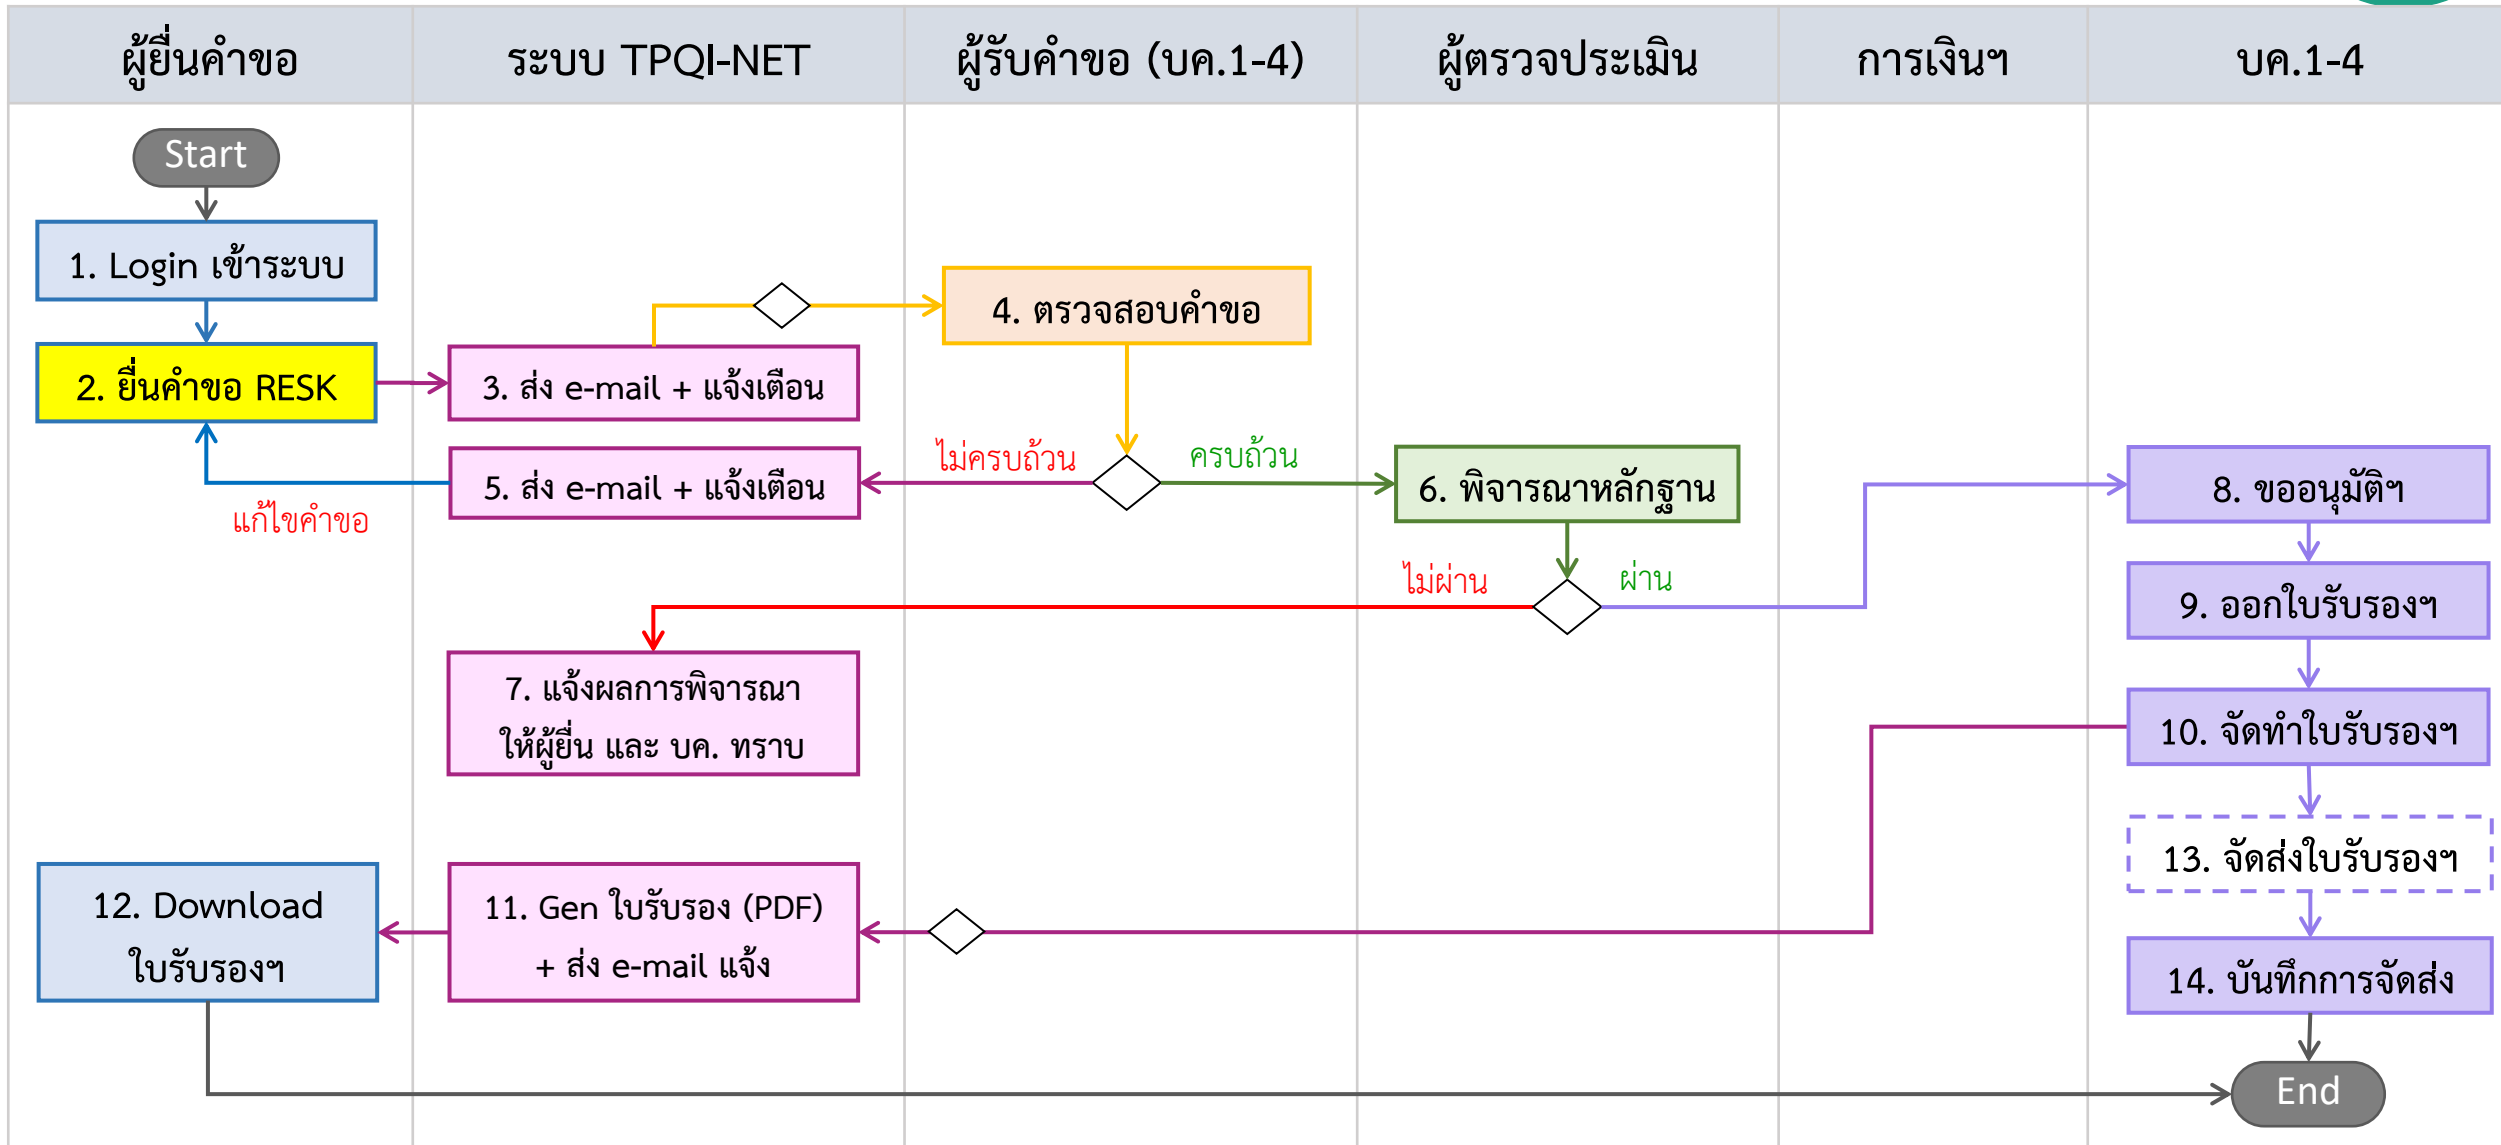 ผู้ยื่นคำขอ
ระบบ TPQI-NET
ผู้รับคำขอ (บค.1-4)
ผู้ตรวจประเมิน
การเงินฯ
บค.1-4
Start
1. Login เข้าระบบ
2. ยื่นคำขอ RESK
3. ส่ง e-mail + แจ้งเตือน
4. ตรวจสอบคำขอ
ไม่ครบถ้วน
ครบถ้วน
5. ส่ง e-mail + แจ้งเตือน
แก้ไขคำขอ
6. พิจารณาหลักฐาน
ไม่ผ่าน
ผ่าน
7. แจ้งผลการพิจารณา
ให้ผู้ยื่น และ บค. ทราบ
8. ขออนุมัติฯ
9. ออกใบรับรองฯ
10. จัดทำใบรับรองฯ
11. Gen ใบรับรอง (PDF)
+ ส่ง e-mail แจ้ง
12. Download
ใบรับรองฯ
13. จัดส่งใบรับรองฯ
14. บันทึกการจัดส่ง
End